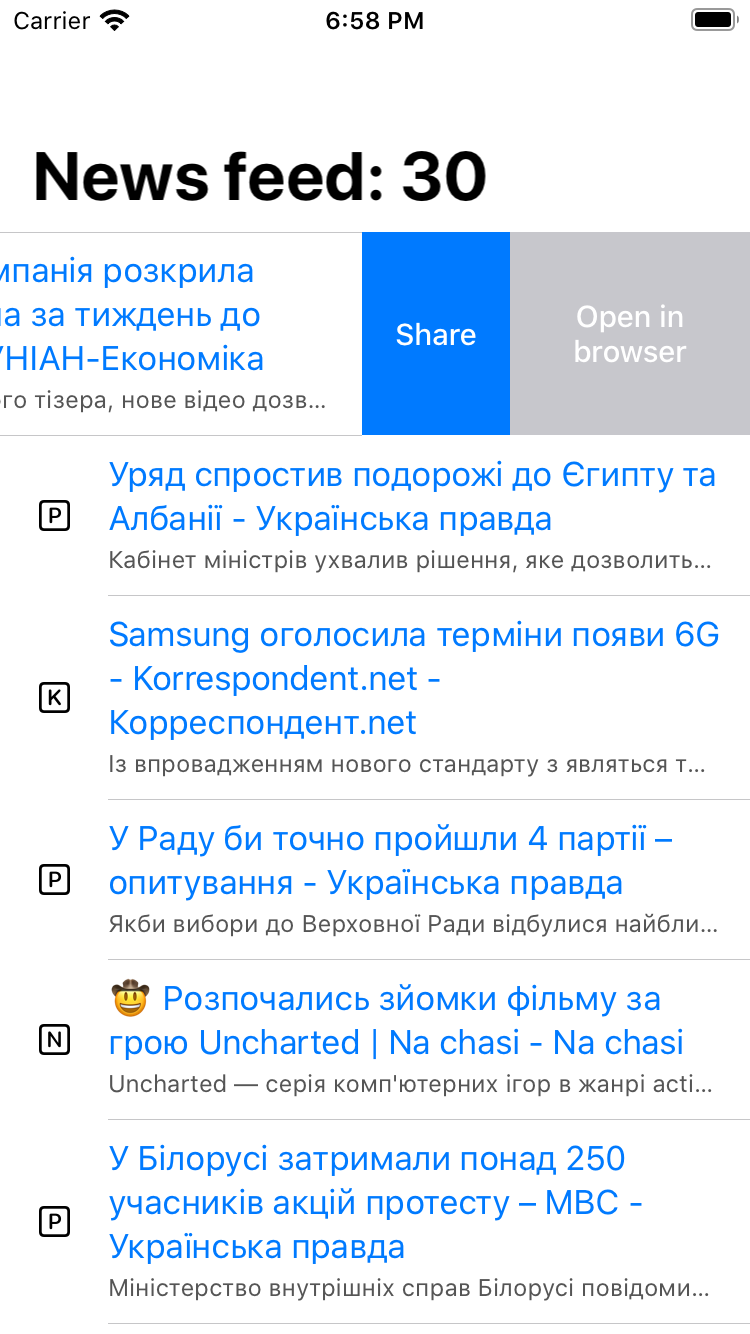 Carrier 6:58 PM
News feed: 30
мпанія розкрила
а за тиждень до
УНІАН-Економіка
го тізера, нове відео дозв...
Share
Open in
browser
Уряд спростив подорожі до Єгипту та
Албанії - Українська правда
Кабінет міністрів ухвалив рішення, яке дозволить...
P
Samsung оголосила терміни появи 6G
- Korrespondent.net -
Корреспондент.net
Із впровадженням нового стандарту з являться т...
K
У Раду би точно пройшли 4 партії –
опитування - Українська правда
Якби вибори до Верховної Ради відбулися найбли...
P
🤠 Розпочались зйомки фільму за
грою Uncharted | Na chasi - Na chasi
Uncharted — серія комп'ютерних ігор в жанрі acti...
N
У Білорусі затримали понад 250
учасників акцій протесту – МВС -
Українська правда
Міністерство внутрішніх справ Білорусі повідоми...
P